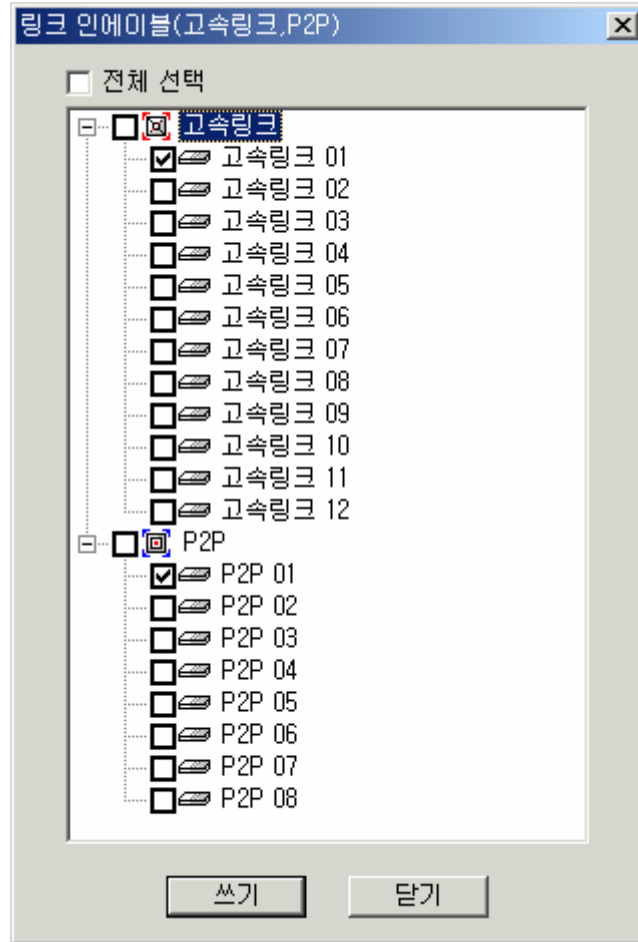 링크 인에이블(고속링크,P2P)
전체 선택
고속링크
고속링크 01
고속링크 02
고속링크 03
고속링크 04
고속링크 05
고속링크 06
고속링크 07
고속링크 08
고속링크 09
고속링크 10
고속링크 11
고속링크 12
P2P
P2P 01
P2P 02
P2P 03
P2P 04
P2P 05
P2P 06
P2P 07
P2P 08
쓰기 닫기